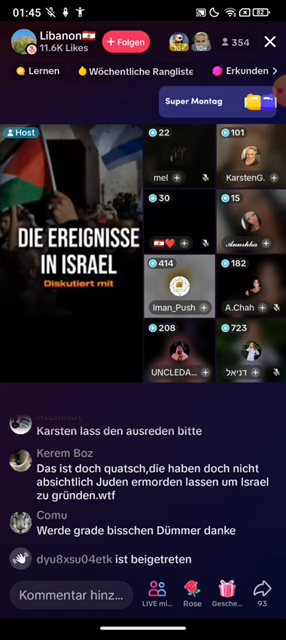 01:45
82
Libanon🇱🇧
11.6K Likes
+ Folgen
10+
10+
354
Lernen
Wöchentliche Rangliste
Erkunden
Super Montag
Host
22
101
mel
KarstenG.
30
15
🇱🇧❤️
Anushka
DIE EREIGNISSE
IN ISRAEL
Diskutiert mit
414
182
Iman_Push
A.Chah
208
723
UNCLEDA...
דניאל
Karsten lass den ausreden bitte
Kerem Boz
Das ist doch quatsch,die haben doch nicht
absichtlich Juden ermorden lassen um Israel
zu gründen.wtf
Comu
Werde grade bisschen Dümmer danke
dyu8xsu04etk ist beigetreten
Kommentar hinz...
LIVE mi...
Rose
Gesche...
93